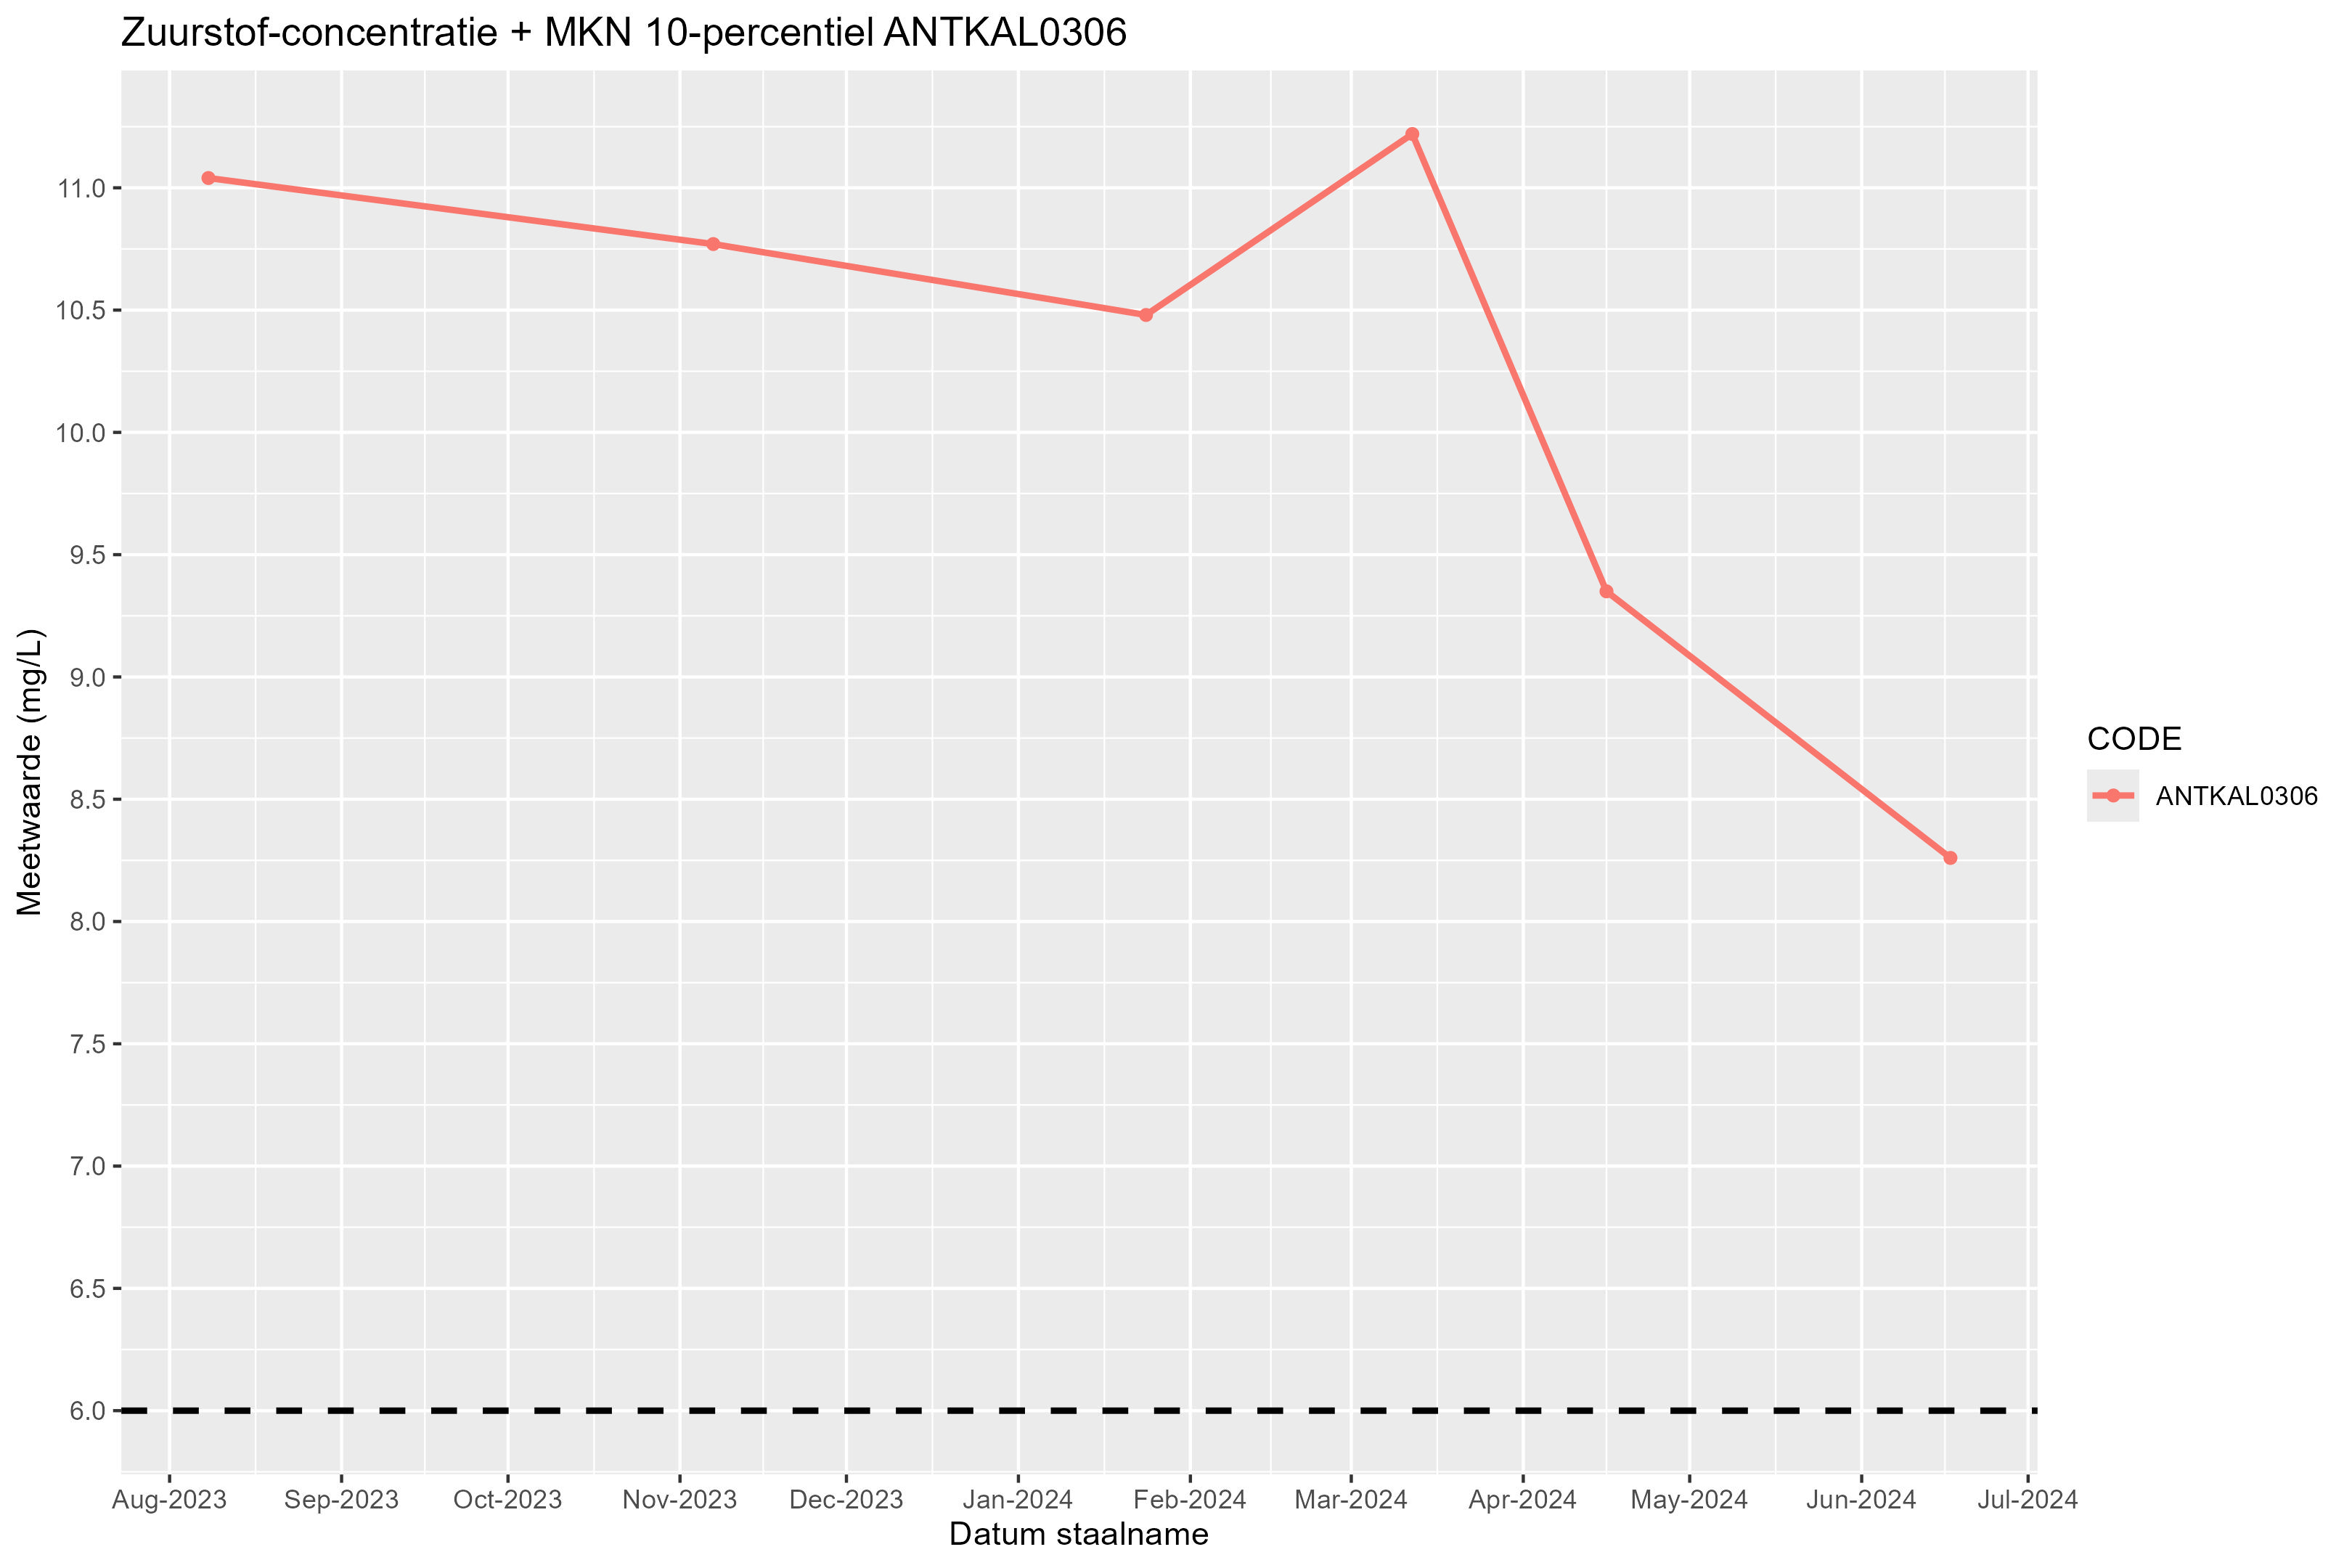 Zuurstof-concentratie + MKN 10-percentiel ANTKAL0306
Meetwaarde (mg/L)
11.0
10.5
10.0
9.5
9.0
8.5
8.0
7.5
7.0
6.5
6.0
Aug-2023 Sep-2023 Oct-2023 Nov-2023 Dec-2023 Jan-2024 Feb-2024 Mar-2024 Apr-2024 May-2024 Jun-2024 Jul-2024
Datum staalname
CODE
ANTKAL0306